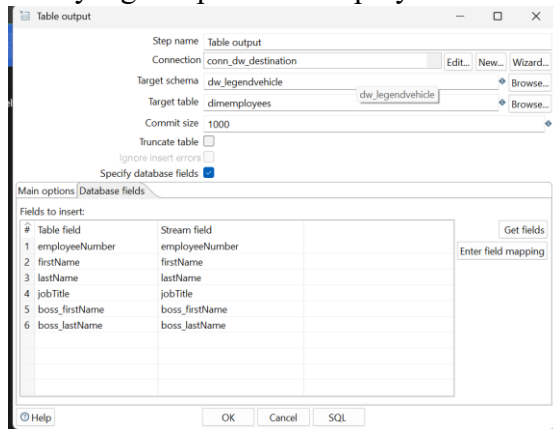 Table output
Step name Table output
Connection conn_dw_destination Edit... New... Wizard...
Target schema dw_legendvehicle Browse...
dw_legendvehicle
Target table dimemployees Browse...
Commit size 1000
Truncate table
Ignore insert errors
Specify database fields
Main options Database fields
Fields to insert:
# Table field Stream field Get fields
1 employeeNumber employeeNumber Enter field mapping
2 firstName firstName
3 lastName lastName
4 jobTitle jobTitle
5 boss_firstName boss_firstName
6 boss_lastName boss_lastName
Help OK Cancel SQL